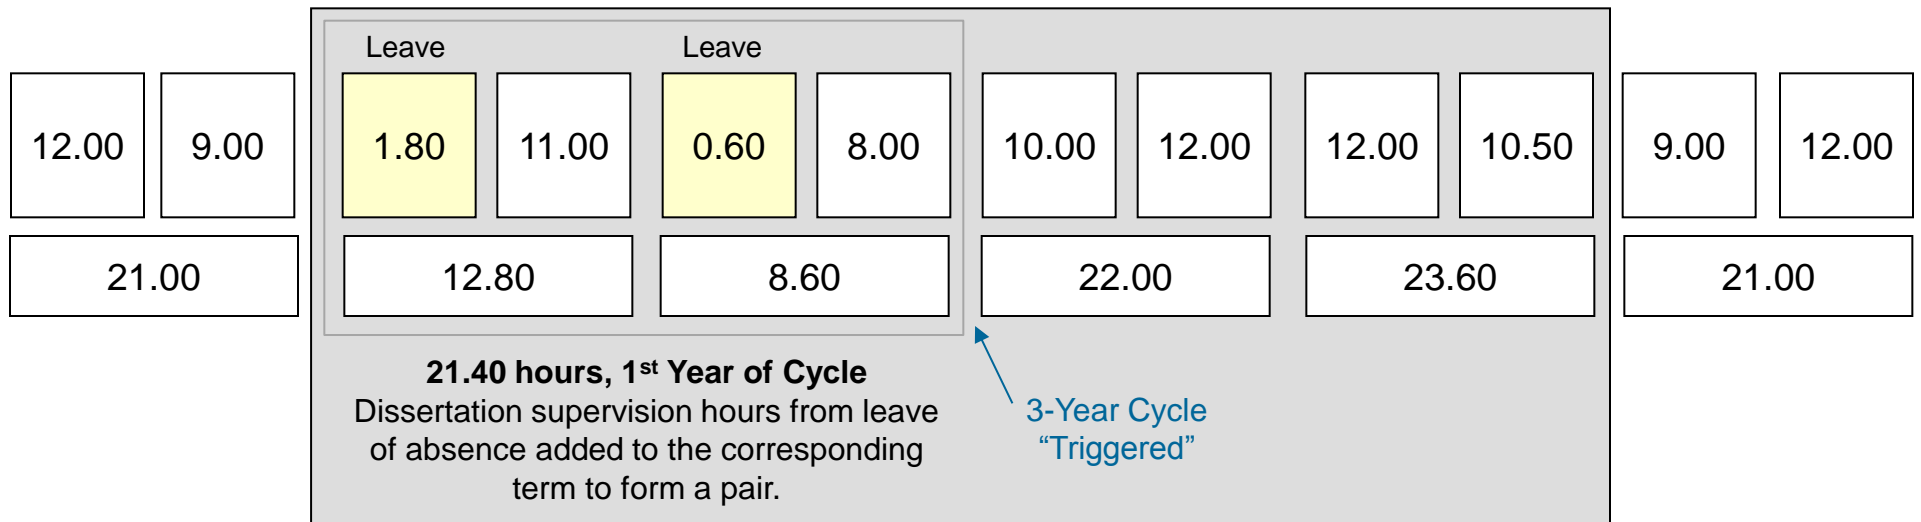 Leave Leave
12.00 9.00 1.80 11.00 0.60 8.00 10.00 12.00 12.00 10.50 9.00 12.00
21.00 12.80 8.60 22.00 23.60 21.00
21.40 hours, 1st Year of Cycle
Dissertation supervision hours from leave
of absence added to the corresponding
term to form a pair.
3-Year Cycle
“Triggered”